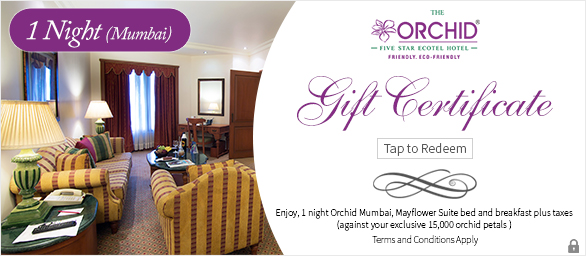 1 Night (Mumbai)
THE
ORCHID®
FIVE STAR ECOTEL HOTEL
FRIENDLY. ECO-FRIENDLY
Gift Certificate
Tap to Redeem
Enjoy, 1 night Orchid Mumbai, Mayflower Suite bed and breakfast plus taxes
(against your exclusive 15,000 orchid petals )
Terms and Conditions Apply